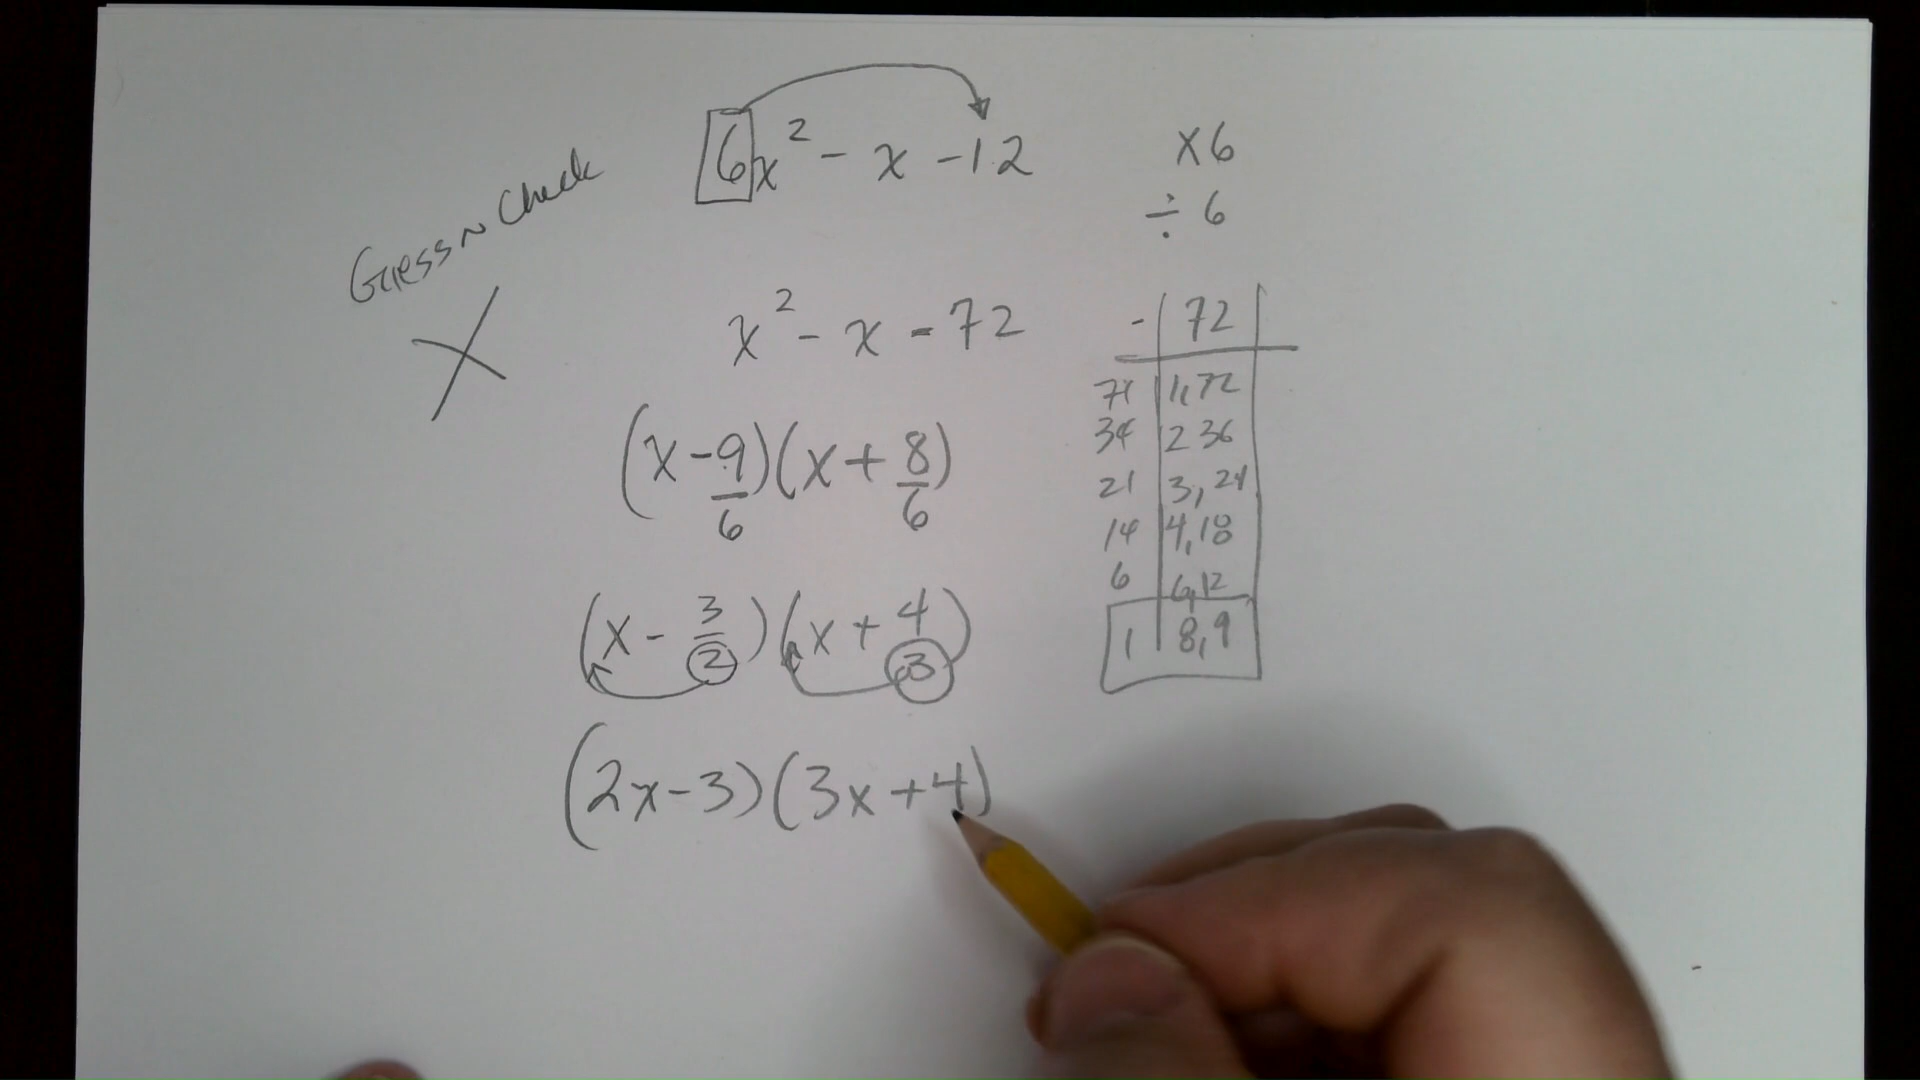 Guess ~ Check
6x² - x - 12
x6
÷ 6
x² - x - 72
(x - 9/6)(x + 8/6)
(x - 3/2)(x + 4/3)
(2x - 3)(3x + 4)
- | 72
71 | 1, 72
34 | 2 36
21 | 3, 24
14 | 4, 18
6 | 6, 12
1 | 8, 9